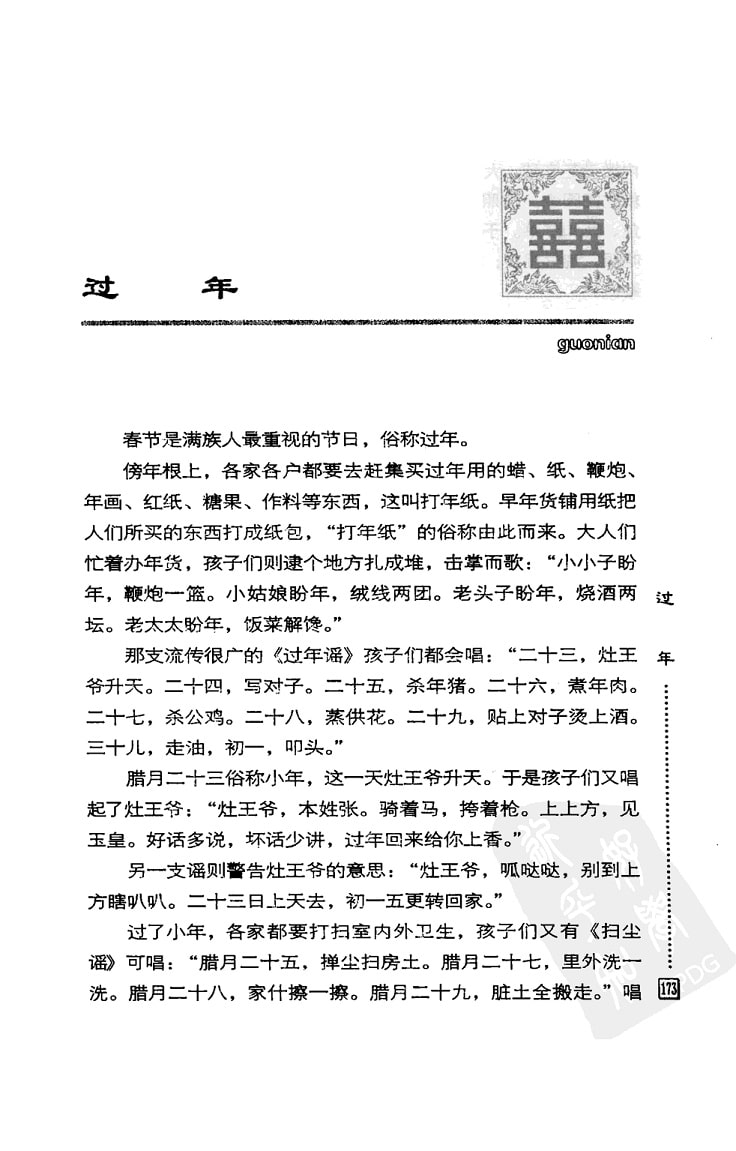 囍
过 年
guonian
春节是满族人最重视的节日，俗称过年。
傍年根上，各家各户都要去赶集买过年用的蜡、纸、鞭炮、
年画、红纸、糖果、作料等东西，这叫打年纸。早年货铺用纸把
人们所买的东西打成纸包，“打年纸”的俗称由此而来。大人们
忙着办年货，孩子们则逐个地方扎成堆，击掌而歌：“小小子盼
年，鞭炮一篮。小姑娘盼年，绒线两团。老头子盼年，烧酒两
坛。老太太盼年，饭菜解馋。”
那支流传很广的《过年谣》孩子们都会唱：“二十三，灶王
爷升天。二十四，写对子。二十五，杀年猪。二十六，煮年肉。
二十七，杀公鸡。二十八，蒸供花。二十九，贴上对子烫上酒。
三十儿，走油，初一，叩头。”
腊月二十三俗称小年，这一天灶王爷升天。于是孩子们又唱
起了灶王爷：“灶王爷，本姓张。骑着马，挎着枪。上上方，见
玉皇。好话多说，坏话少讲，过年回来给你上香。”
另一支谣则警告灶王爷的意思：“灶王爷，呱哒哒，别到上
方瞎叭叭。二十三日上天去，初一五更转回家。”
过了小年，各家都要打扫室内外卫生，孩子们又有《扫尘
谣》可唱：“腊月二十五，掸尘扫房土。腊月二十七，里外洗一
洗。腊月二十八，家什擦一擦。腊月二十九，脏土全搬走。”唱
过
年
173
PDG